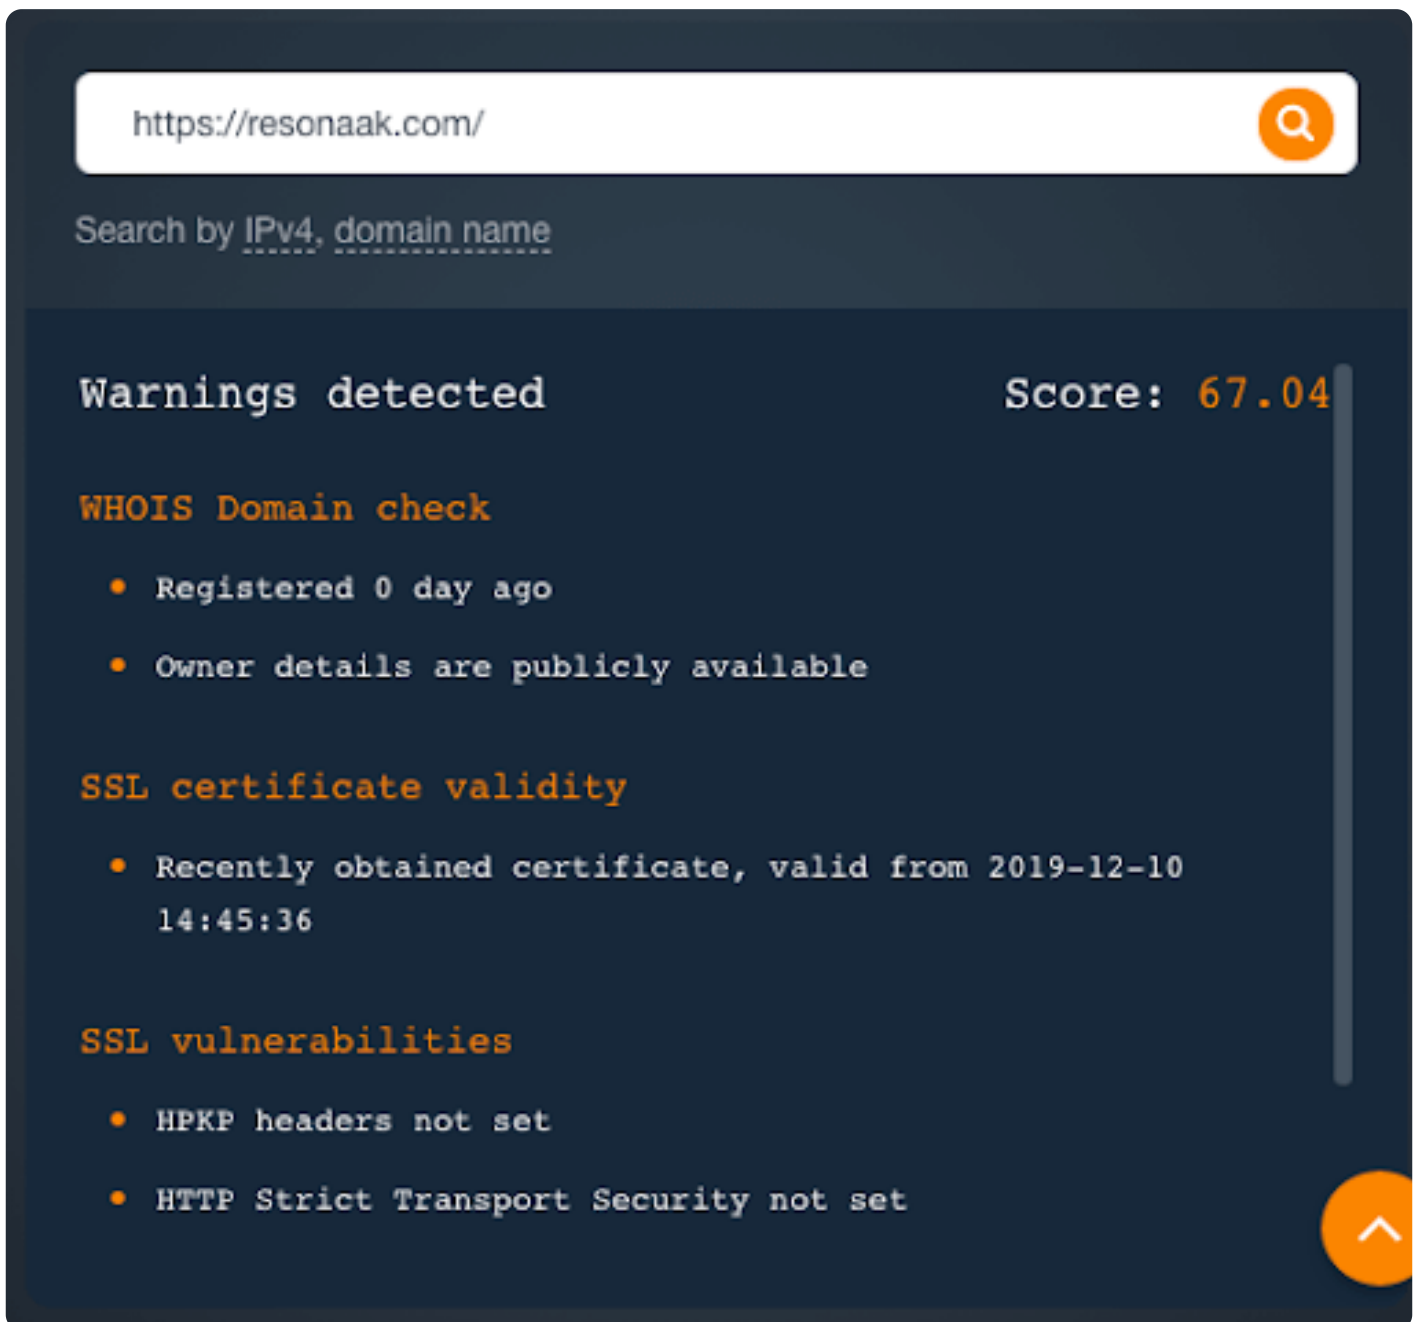 https://resonaak.com/
Search by IPv4, domain name
Warnings detected
Score: 67.04
WHOIS Domain check
Registered 0 day ago
Owner details are publicly available
SSL certificate validity
Recently obtained certificate, valid from 2019-12-10
14:45:36
SSL vulnerabilities
HPKP headers not set
HTTP Strict Transport Security not set